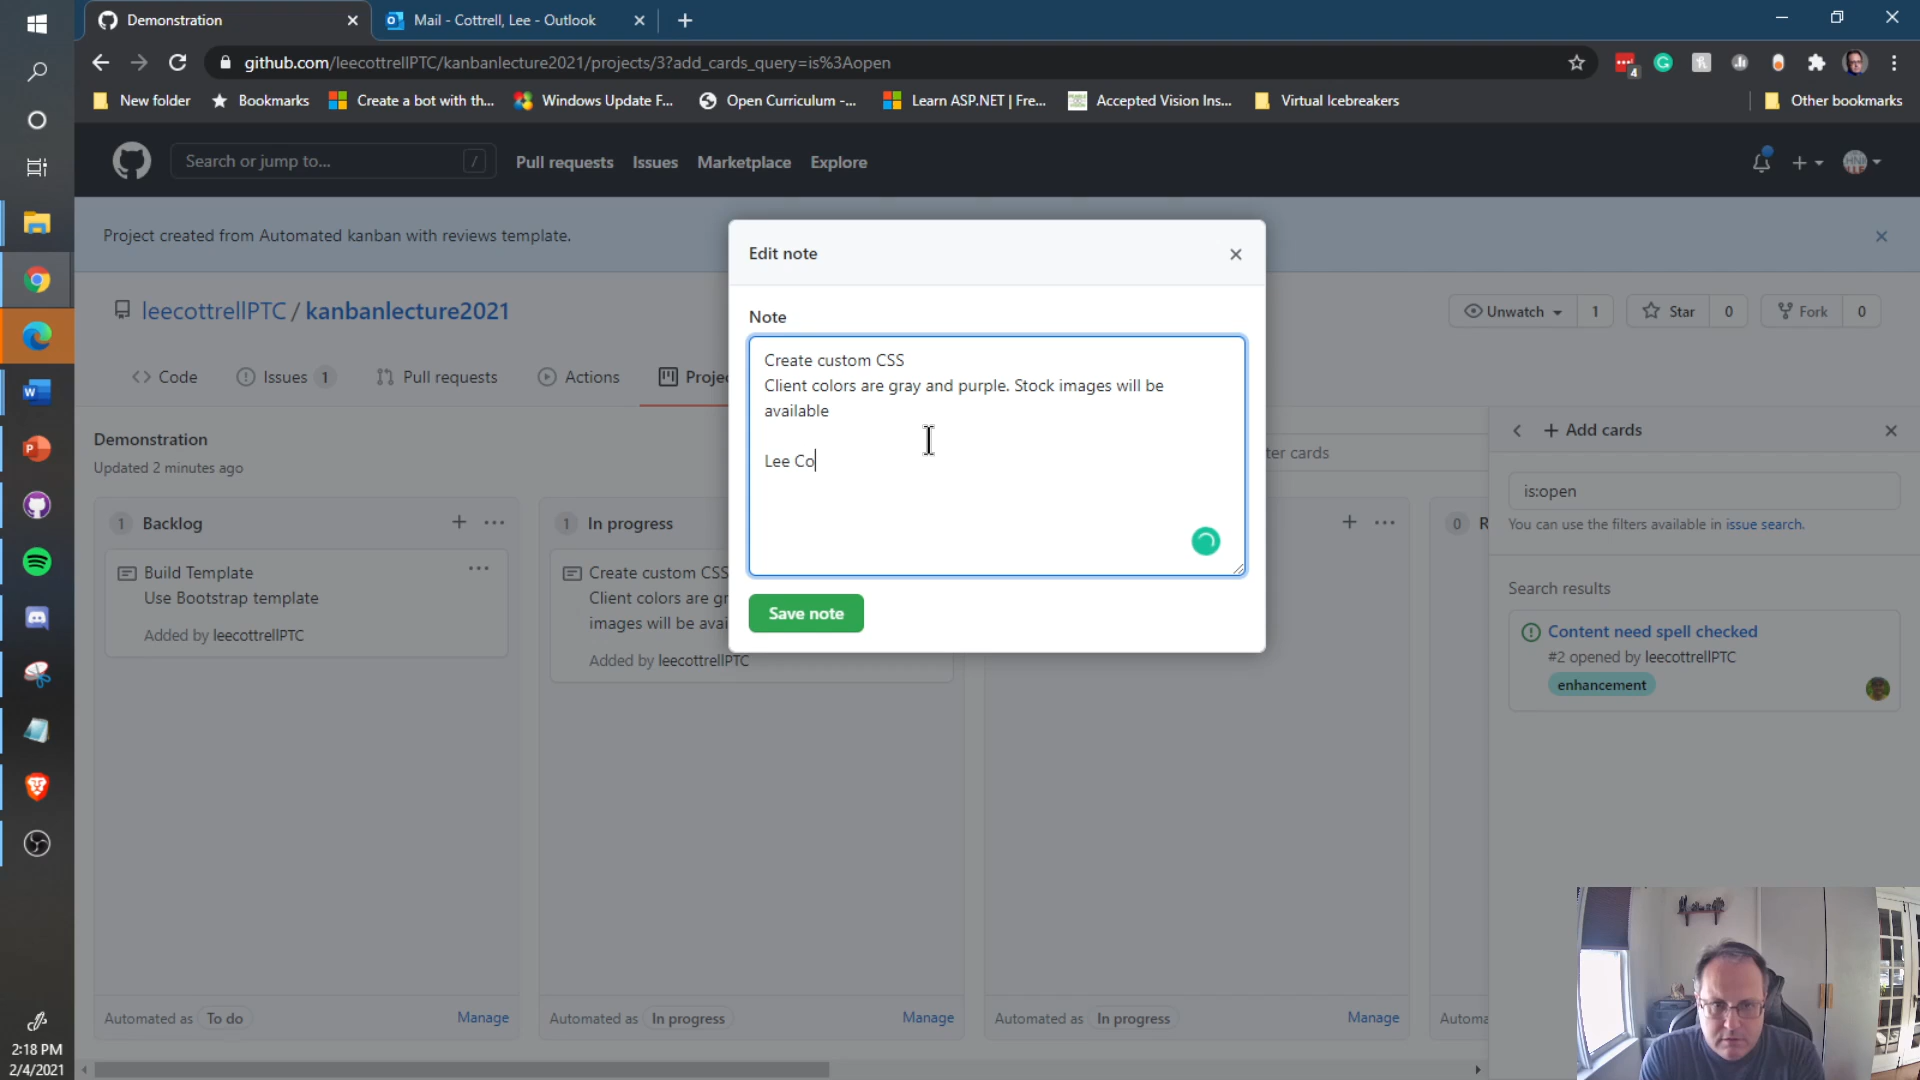 Demonstration
Mail - Cottrell, Lee - Outlook
github.com/leecottrellPTC/kanbanlecture2021/projects/3?add_cards_query=is%3Aopen
4
New folder
Bookmarks
Create a bot with th...
Windows Update F...
Open Curriculum -...
Learn ASP.NET | Fre...
Accepted Vision Ins...
Virtual Icebreakers
Other bookmarks
Search or jump to...
/
Pull requests
Issues
Marketplace
Explore
Project created from Automated kanban with reviews template.
leecottrellPTC / kanbanlecture2021
Unwatch 1
Star 0
Fork 0
Code
Issues 1
Pull requests
Actions
Projec
Demonstration
Updated 2 minutes ago
ter cards
1 Backlog
Build Template
Use Bootstrap template
Added by leecottrellPTC
Automated as To do
Manage
1 In progress
Create custom CSS
Client colors are gr
images will be avai
Added by leecottrellPTC
Automated as In progress
Manage
Automated as In progress
Manage
0 R
Automa
Edit note
Note
Create custom CSS
Client colors are gray and purple. Stock images will be
available
Lee Co
Save note
+ Add cards
is:open
You can use the filters available in issue search.
Search results
Content need spell checked
#2 opened by leecottrellPTC
enhancement
2:18 PM
2/4/2021